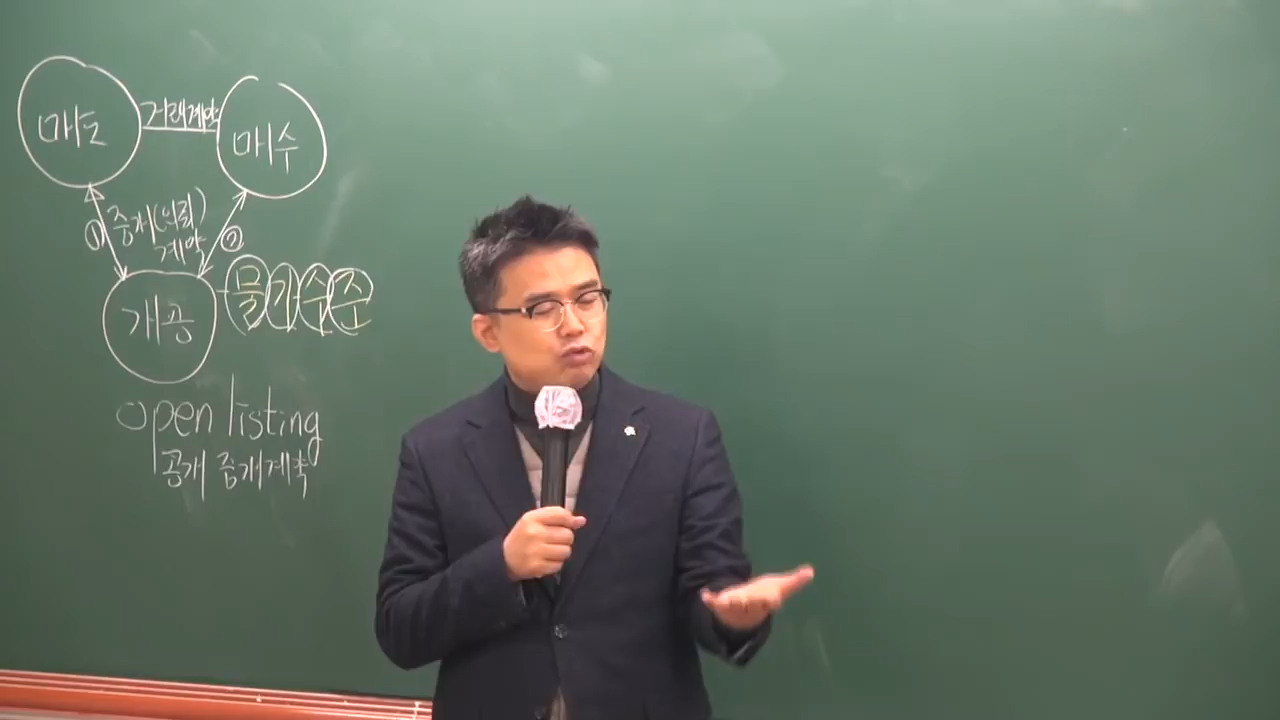 매도
거래계약
매수
① 중개(의뢰)
계약 ②
개공
물가수준
open listing
공개 중개계약